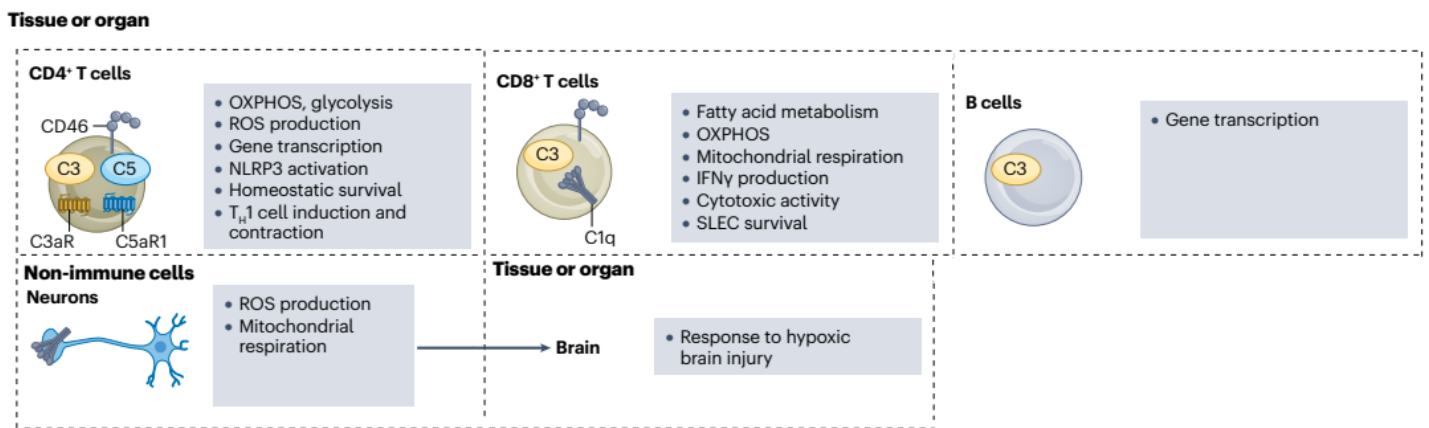 Tissue or organ
CD4⁺ T cells
CD46
C3
C5
C3aR
C5aR1
• OXPHOS, glycolysis
• ROS production
• Gene transcription
• NLRP3 activation
• Homeostatic survival
• T_H1 cell induction and
contraction
CD8⁺ T cells
C3
C1q
• Fatty acid metabolism
• OXPHOS
• Mitochondrial respiration
• IFNγ production
• Cytotoxic activity
• SLEC survival
B cells
C3
• Gene transcription
Non-immune cells
Neurons
• ROS production
• Mitochondrial
respiration
Tissue or organ
Brain
• Response to hypoxic
brain injury